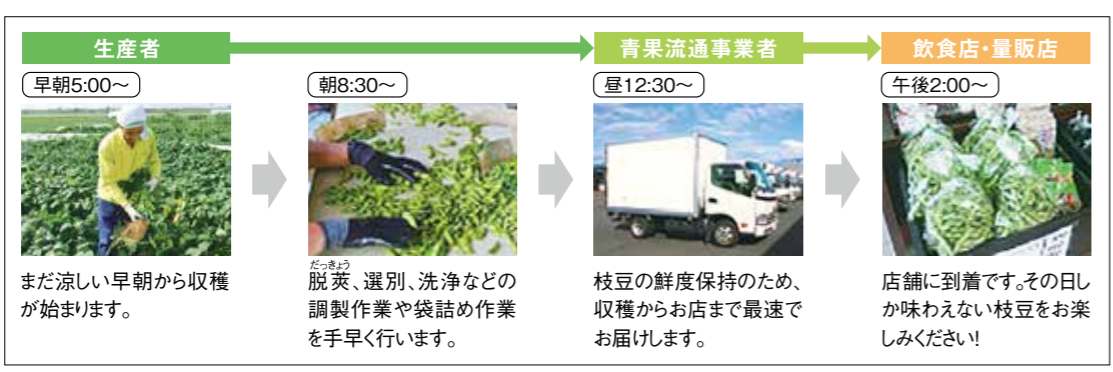 生産者
青果流通事業者
飲食店・量販店
早朝5:00～
朝8:30～
昼12:30～
午後2:00～
まだ涼しい早朝から収穫
が始まります。
だっきょう
脱莢、選別、洗浄などの
調製作業や袋詰め作業
を手早く行います。
枝豆の鮮度保持のため、
収穫からお店まで最速で
お届けします。
店舗に到着です。その日し
か味わえない枝豆をお楽
しみください!